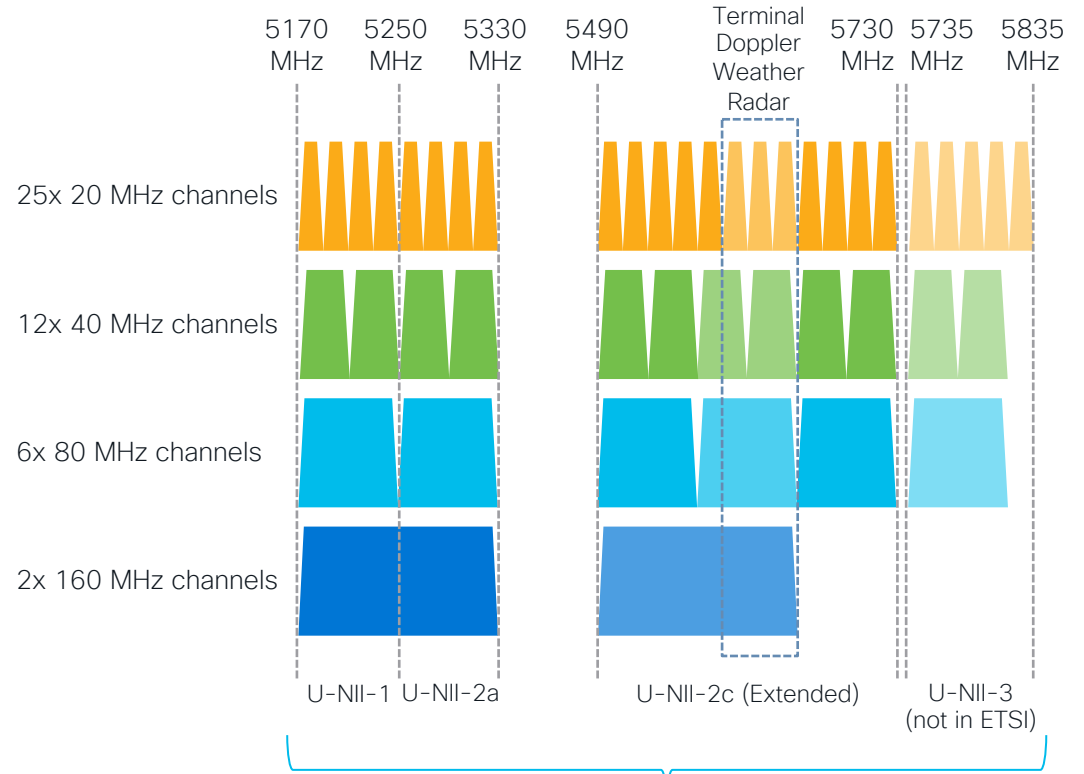 5170
MHz
5250
MHz
5330
MHz
5490
MHz
Terminal
Doppler
Weather
Radar
5730
MHz
5735
MHz
5835
MHz
25x 20 MHz channels
12x 40 MHz channels
6x 80 MHz channels
2x 160 MHz channels
U-NII-1
U-NII-2a
U-NII-2c (Extended)
U-NII-3
(not in ETSI)